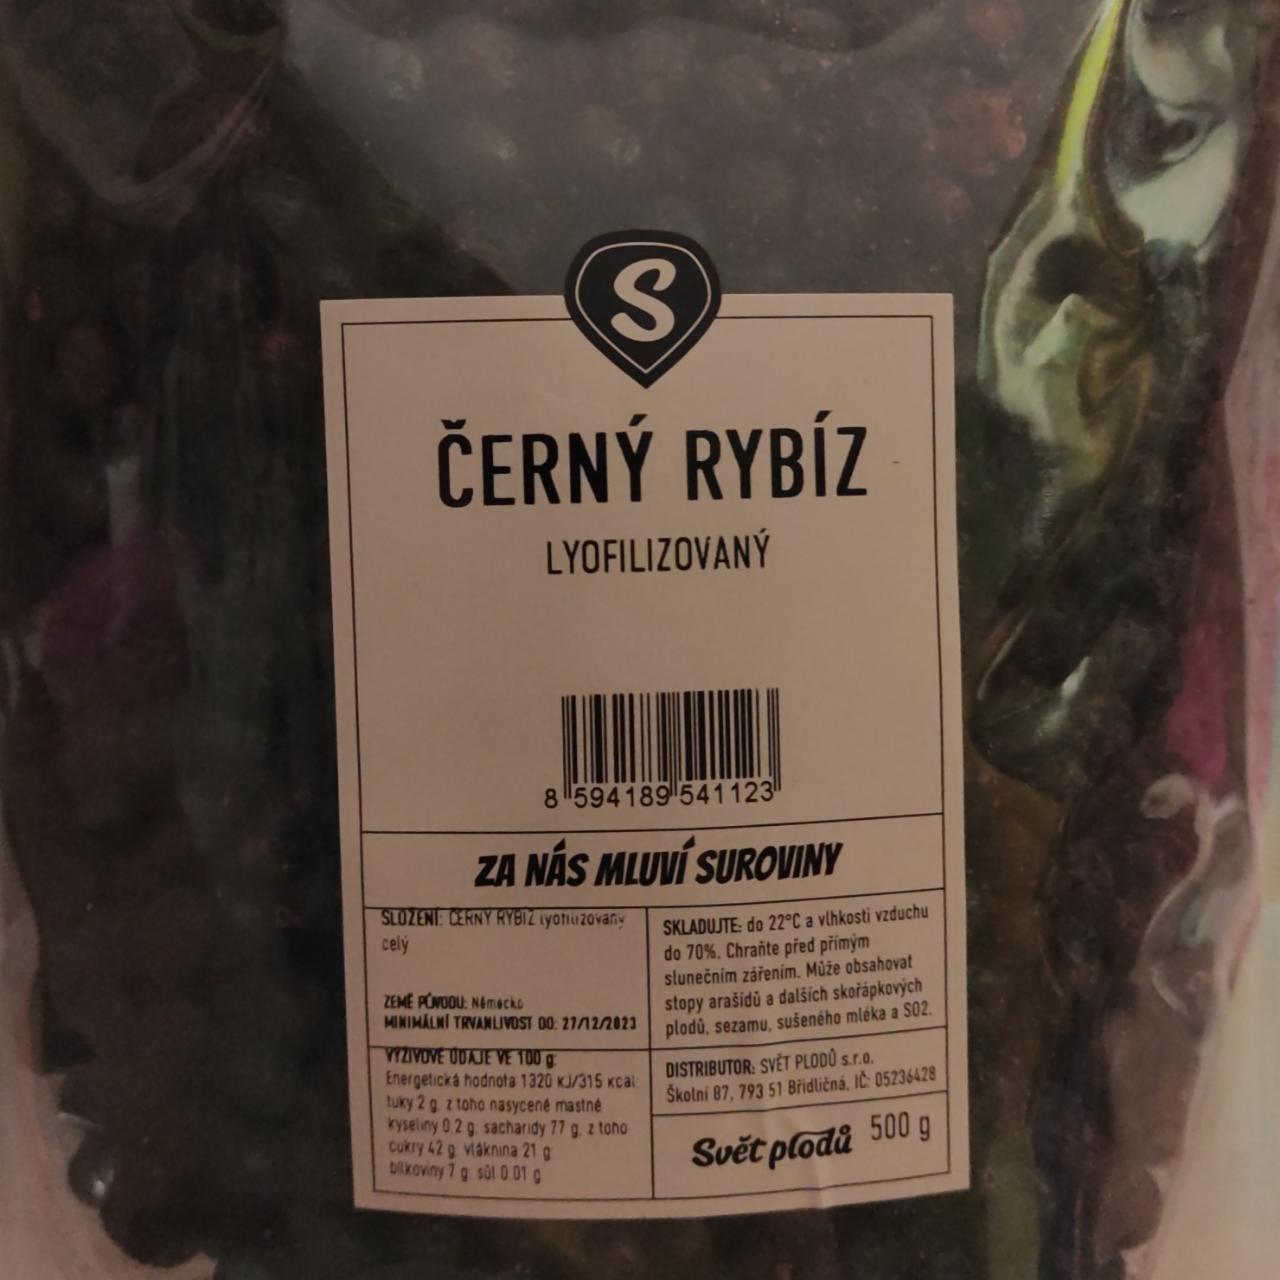 S
ČERNÝ RYBÍZ
LYOFILIZOVANÝ
8 594189 541123
ZA NÁS MLUVÍ SUROVINY
SLOŽENÍ: ČERNÝ RYBÍZ lyofilizovaný
celý
ZEMĚ PŮVODU: Německo
MINIMÁLNÍ TRVANLIVOST DO: 27/12/2023
VÝŽIVOVÉ ÚDAJE VE 100 g:
Energetická hodnota 1320 kJ/315 kcal
tuky 2 g, z toho nasycené mastné
kyseliny 0.2 g, sacharidy 77 g, z toho
cukry 42 g, vláknina 21 g
bílkoviny 7 g, sůl 0.01 g
SKLADUJTE: do 22°C a vlhkosti vzduchu
do 70%. Chraňte před přímým
slunečním zářením. Může obsahovat
stopy arašídů a dalších skořápkových
plodů, sezamu, sušeného mléka a SO2.
DISTRIBUTOR: SVĚT PLODŮ s.r.o.
Školní 87, 793 51 Břidličná, IČ: 05236428
Svět plodů 500 g